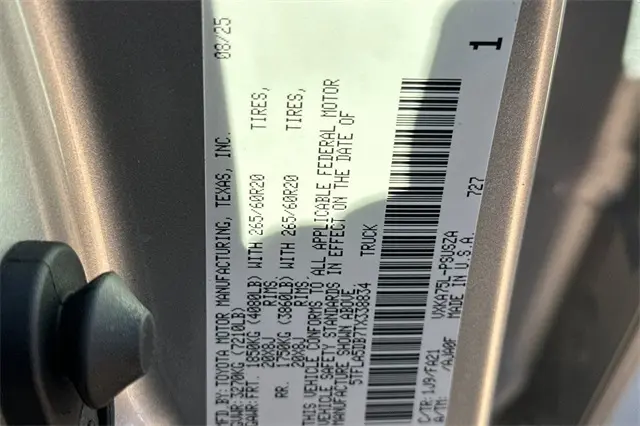 MFD. BY: TOYOTA MOTOR MANUFACTURING, TEXAS, INC. 08/25
GVWR: 3270KG (7210LB)
GAWR: FRT. 1850KG (4080LB) WITH 265/60R20 TIRES,
20X8J RIMS,
RR. 1750KG (3860LB) WITH 265/60R20 TIRES,
20X8J RIMS
THIS VEHICLE CONFORMS TO ALL APPLICABLE FEDERAL MOTOR
VEHICLE SAFETY STANDARDS IN EFFECT ON THE DATE OF
MANUFACTURE SHOWN ABOVE.
5TFLA5DB7TX338834 TRUCK
C/TR: 1J9/FA21 VXKA75L-PSUSZA
A/TM: /AJA0F MADE IN U.S.A.
727
1